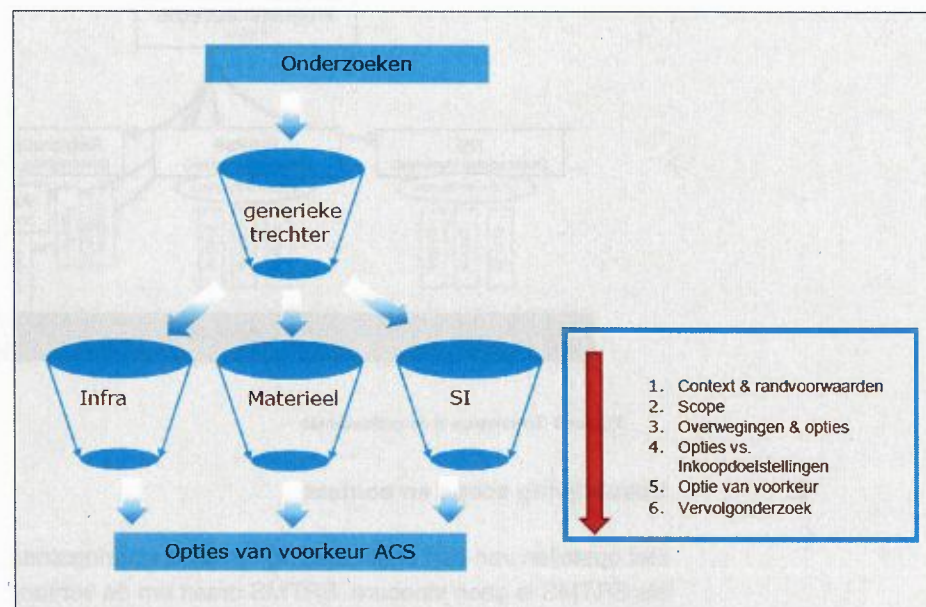 Onderzoeken
generieke
trechter
Infra
Materieel
SI
Opties van voorkeur ACS
1. Context & randvoorwaarden
2. Scope
3. Overwegingen & opties
4. Opties vs.
Inkoopdoelstellingen
5. Optie van voorkeur
6. Vervolgonderzoek